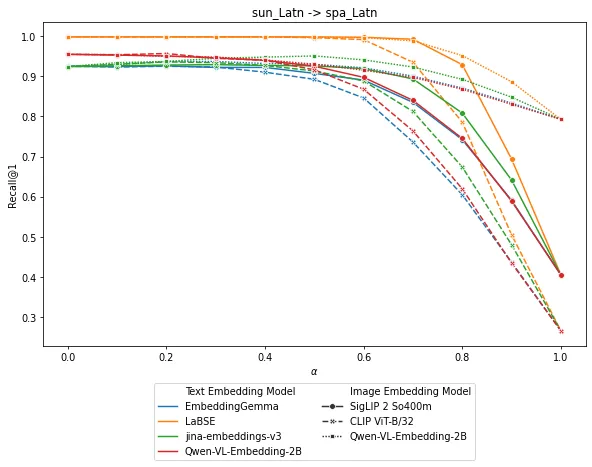 sun_Latn -> spa_Latn
Recall@1
1.0
0.9
0.8
0.7
0.6
0.5
0.4
0.3
0.0 0.2 0.4 0.6 0.8 1.0
α
Text Embedding Model Image Embedding Model
EmbeddingGemma SigLIP 2 So400m
LaBSE CLIP ViT-B/32
jina-embeddings-v3 Qwen-VL-Embedding-2B
Qwen-VL-Embedding-2B